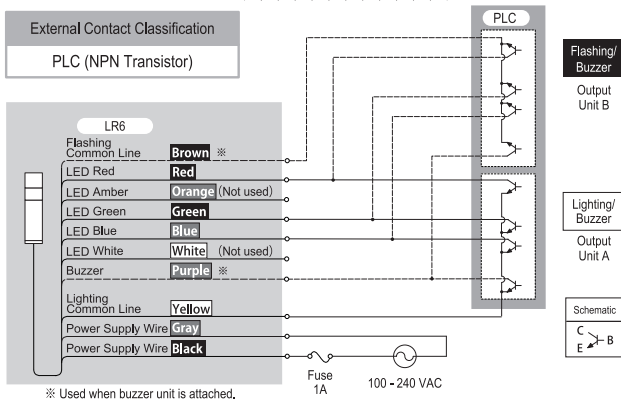 External Contact Classification
PLC (NPN Transistor)
PLC
Flashing/
Buzzer
Output
Unit B
LR6
Flashing
Common Line Brown ※
LED Red Red
LED Amber Orange (Not used)
LED Green Green
LED Blue Blue
LED White White (Not used)
Buzzer Purple ※
Lighting
Common Line Yellow
Power Supply Wire Gray
Power Supply Wire Black
Lighting/
Buzzer
Output
Unit A
Schematic
C
B
E
Fuse
1A
100 - 240 VAC
※ Used when buzzer unit is attached.